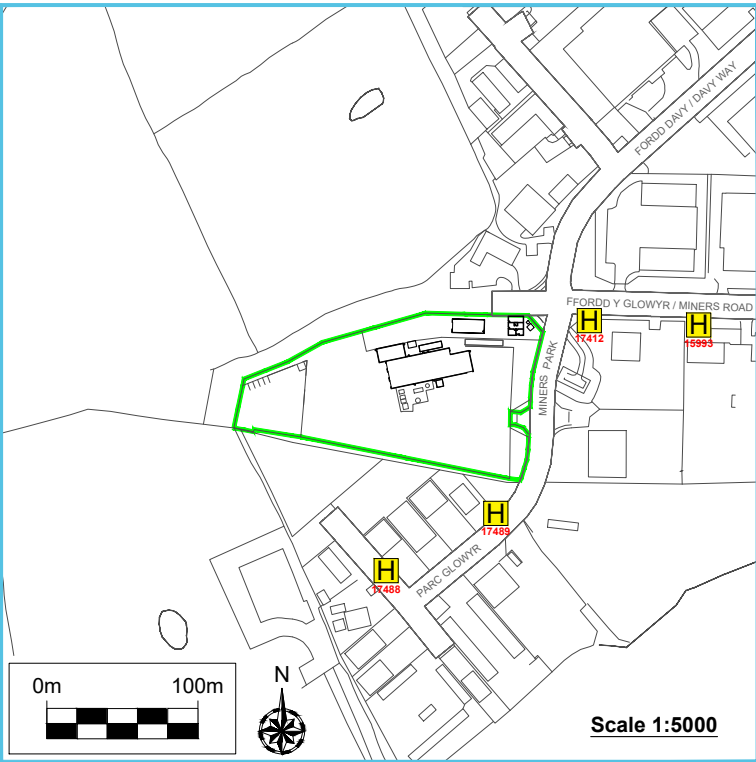 FORDD DAVY / DAVY WAY
FFORDD Y GLOWYR / MINERS ROAD
H
17412
H
15993
MINERS PARK
H
17489
H
17488
PARC GLOWYR
0m 100m
N
Scale 1:5000